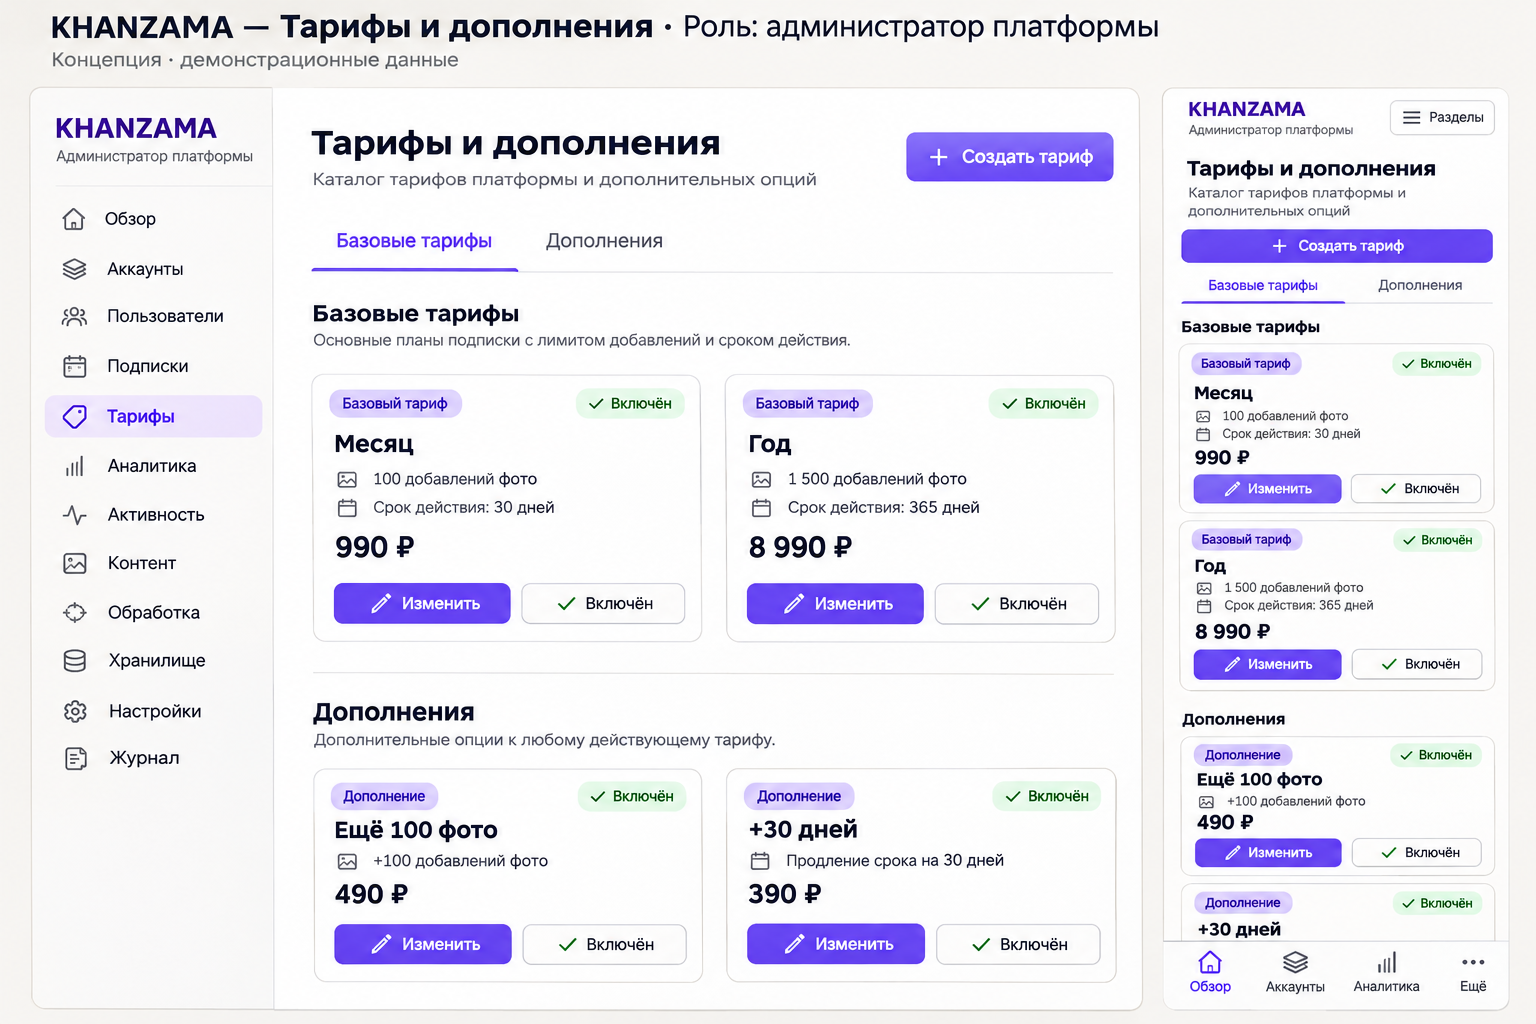 KHANZAMA — Тарифы и дополнения · Роль: администратор платформы
Концепция · демонстрационные данные
KHANZAMA
Администратор платформы
Обзор
Аккаунты
Пользователи
Подписки
Тарифы
Аналитика
Активность
Контент
Обработка
Хранилище
Настройки
Журнал
Тарифы и дополнения
Каталог тарифов платформы и дополнительных опций
+ Создать тариф
Базовые тарифы
Дополнения
Базовые тарифы
Основные планы подписки с лимитом добавлений и сроком действия.
Базовый тариф
Включён
Месяц
100 добавлений фото
Срок действия: 30 дней
990 ₽
Изменить
Включён
Базовый тариф
Включён
Год
1 500 добавлений фото
Срок действия: 365 дней
8 990 ₽
Изменить
Включён
Дополнения
Дополнительные опции к любому действующему тарифу.
Дополнение
Включён
Ещё 100 фото
+100 добавлений фото
490 ₽
Изменить
Включён
Дополнение
Включён
+30 дней
Продление срока на 30 дней
390 ₽
Изменить
Включён
KHANZAMA
Администратор платформы
Разделы
Тарифы и дополнения
Каталог тарифов платформы и
дополнительных опций
+ Создать тариф
Базовые тарифы
Дополнения
Базовые тарифы
Базовый тариф
Включён
Месяц
100 добавлений фото
Срок действия: 30 дней
990 ₽
Изменить
Включён
Базовый тариф
Включён
Год
1 500 добавлений фото
Срок действия: 365 дней
8 990 ₽
Изменить
Включён
Дополнения
Дополнение
Включён
Ещё 100 фото
+100 добавлений фото
490 ₽
Изменить
Включён
Дополнение
Включён
+30 дней
Обзор
Аккаунты
Аналитика
Ещё